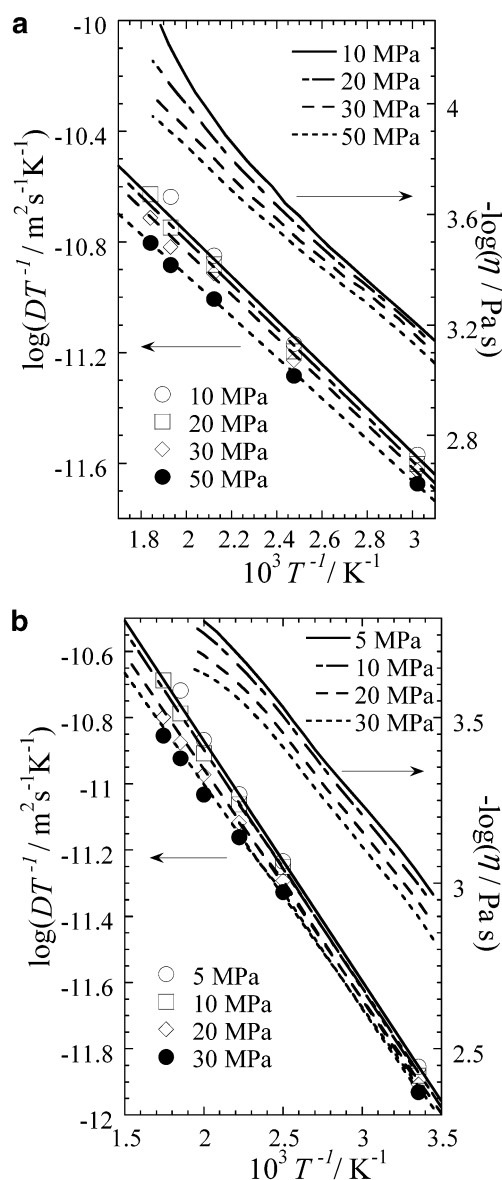 a
-10
10 MPa
20 MPa
30 MPa
50 MPa
4
-10.4
3.6
-10.8
3.2
-11.2
2.8
-11.6
log(DT⁻¹/ m²s⁻¹K⁻¹)
-log(η / Pa s)
10 MPa
20 MPa
30 MPa
50 MPa
1.8 2 2.2 2.4 2.6 2.8 3
10³ T⁻¹/ K⁻¹
b
5 MPa
10 MPa
20 MPa
30 MPa
-10.6
-10.8
3.5
-11
-11.2
3
-11.4
-11.6
-11.8
2.5
-12
log(DT⁻¹/ m²s⁻¹K⁻¹)
-log(η / Pa s)
5 MPa
10 MPa
20 MPa
30 MPa
1.5 2 2.5 3 3.5
10³ T⁻¹/ K⁻¹